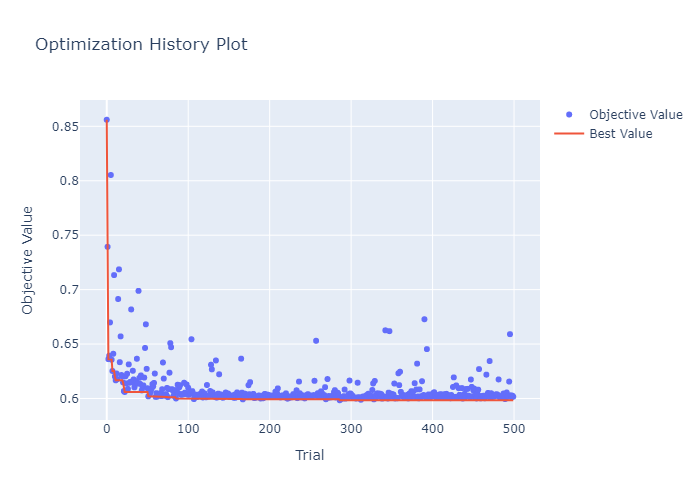 Optimization History Plot
Objective Value
Best Value
0.85
0.8
0.75
0.7
0.65
0.6
Objective Value
0
100
200
300
400
500
Trial